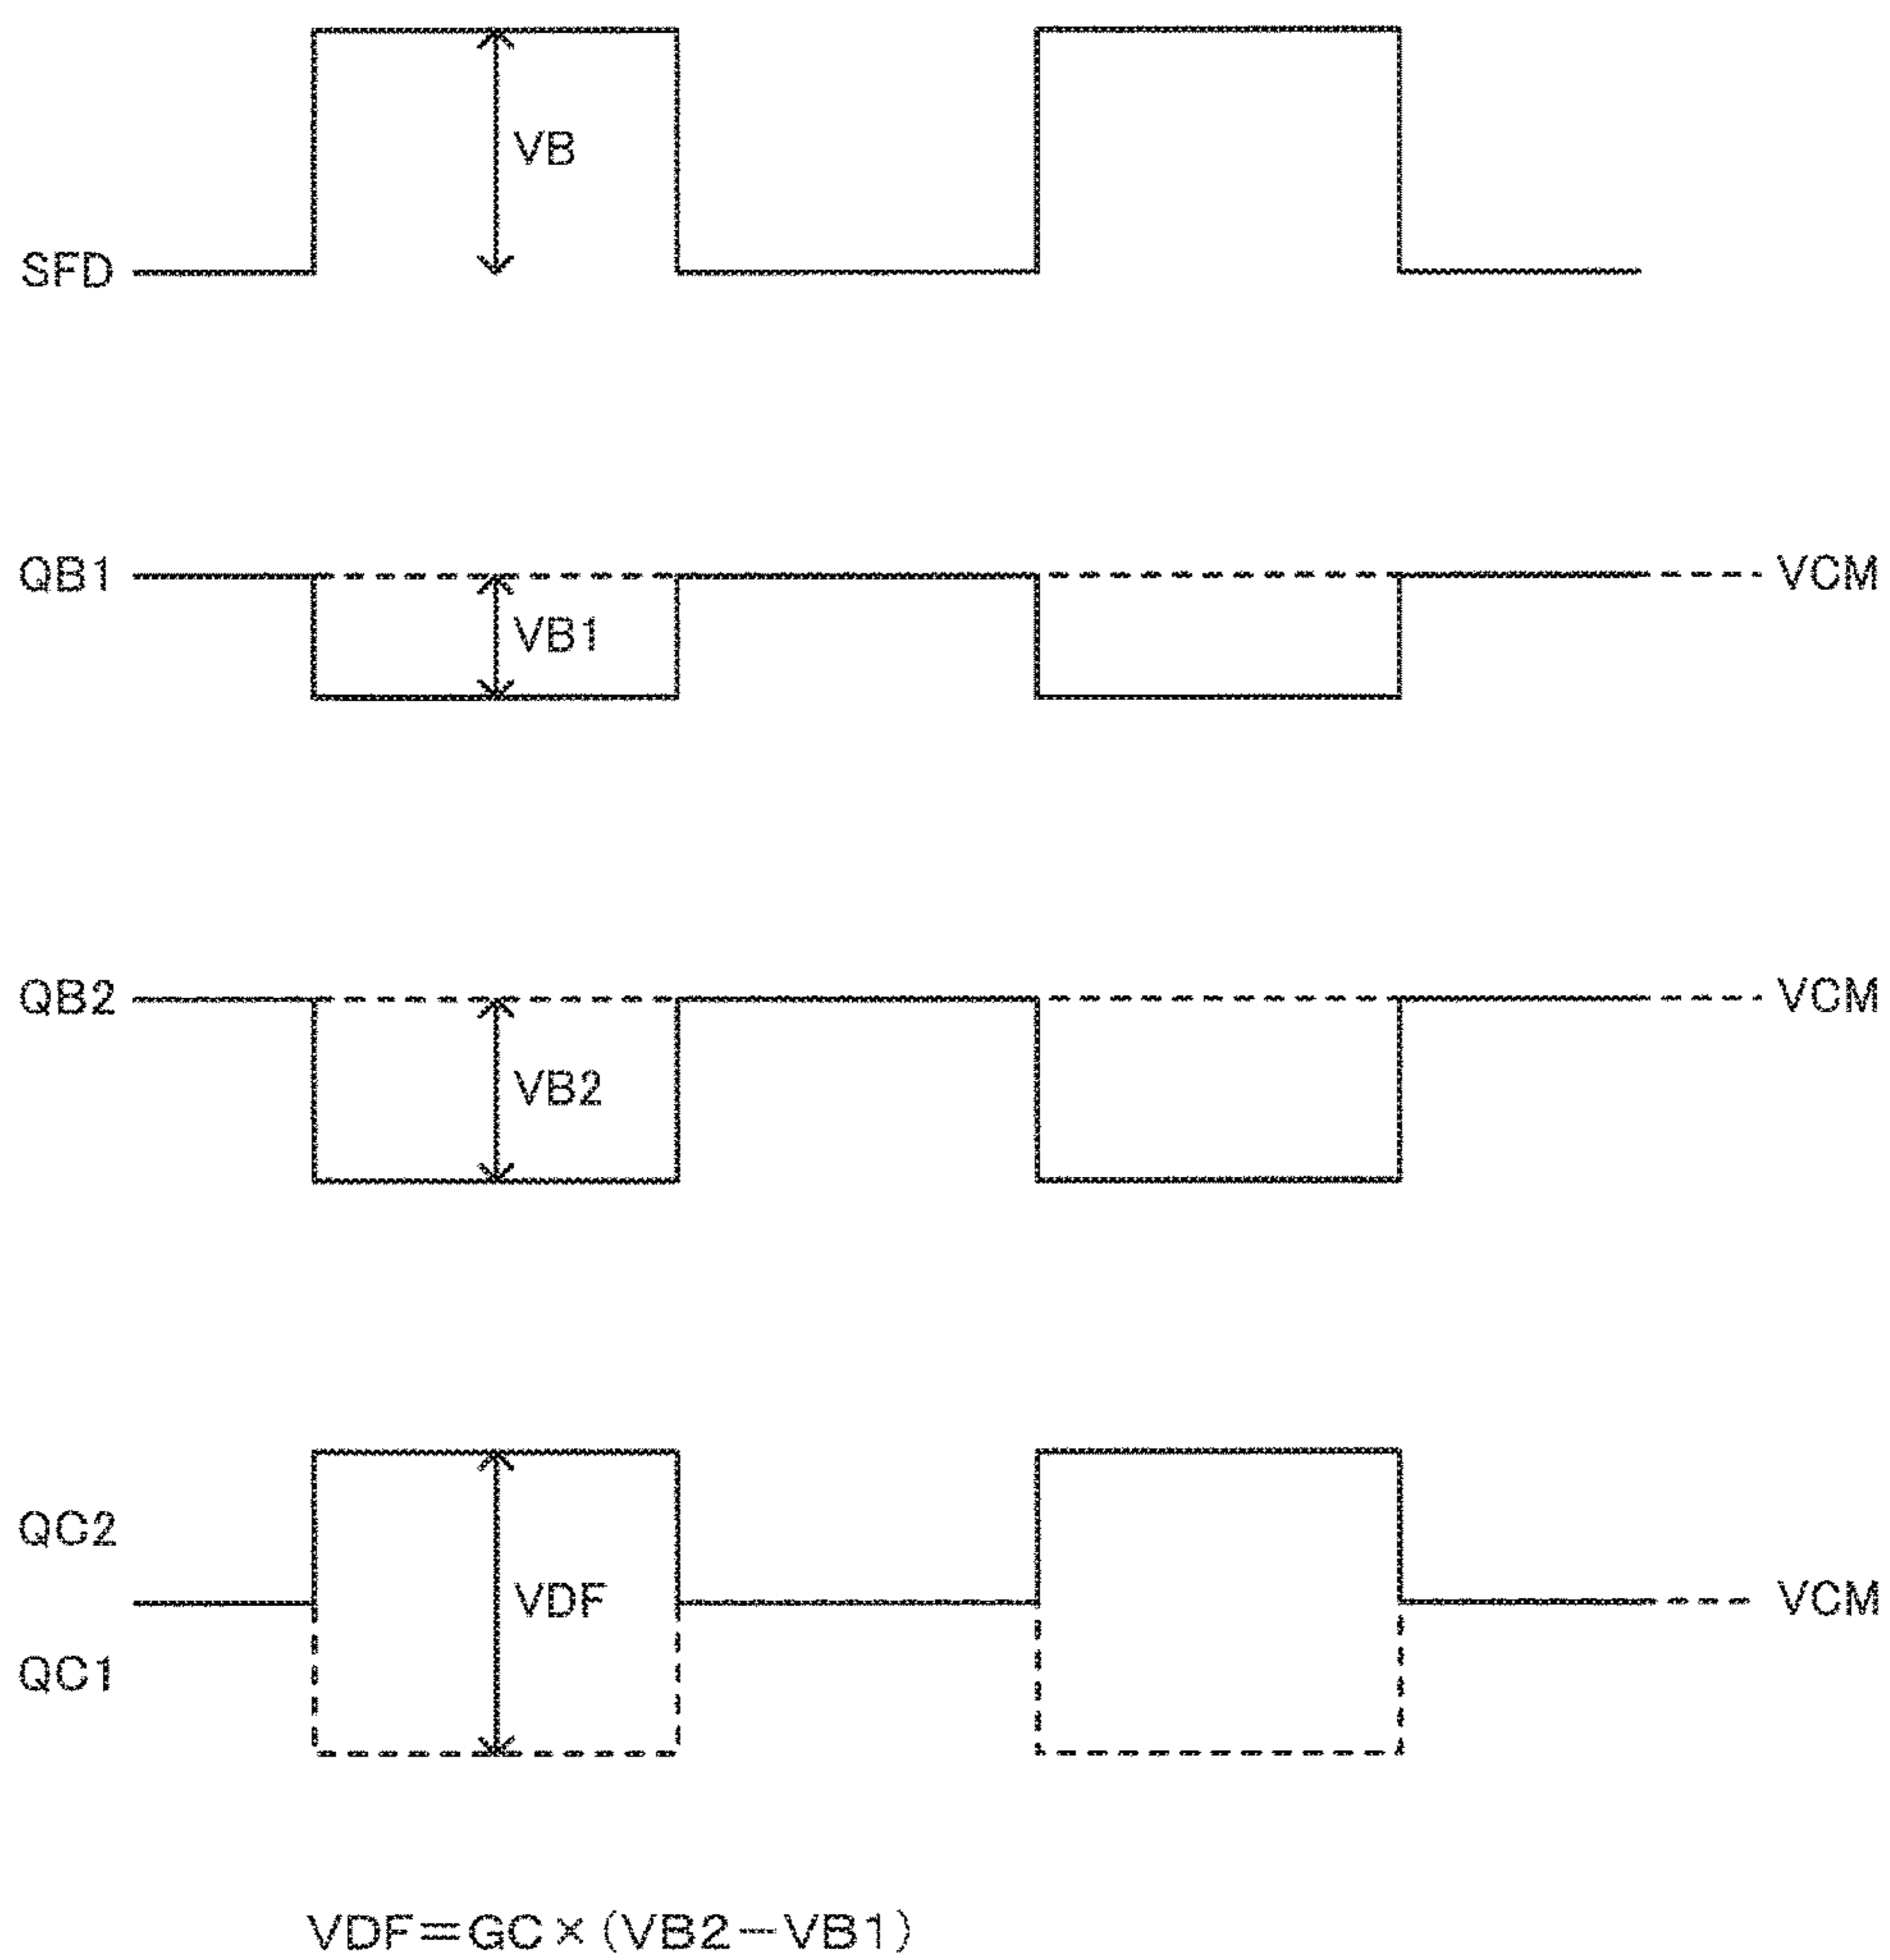 VB
SFD
QB1
VCM
VB1
QB2
VCM
VB2
QC2
VDF
VCM
QC1
VDF=GC×(VB2−VB1)